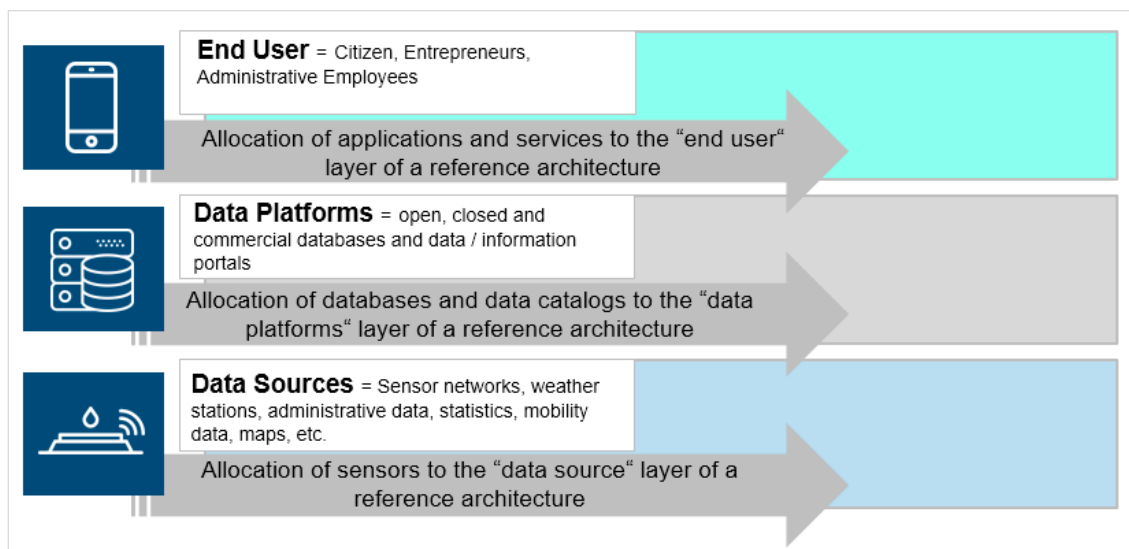 End User = Citizen, Entrepreneurs,
Administrative Employees
Allocation of applications and services to the “end user“
layer of a reference architecture
Data Platforms = open, closed and
commercial databases and data / information
portals
Allocation of databases and data catalogs to the “data
platforms“ layer of a reference architecture
Data Sources = Sensor networks, weather
stations, administrative data, statistics, mobility
data, maps, etc.
Allocation of sensors to the “data source“ layer of a
reference architecture